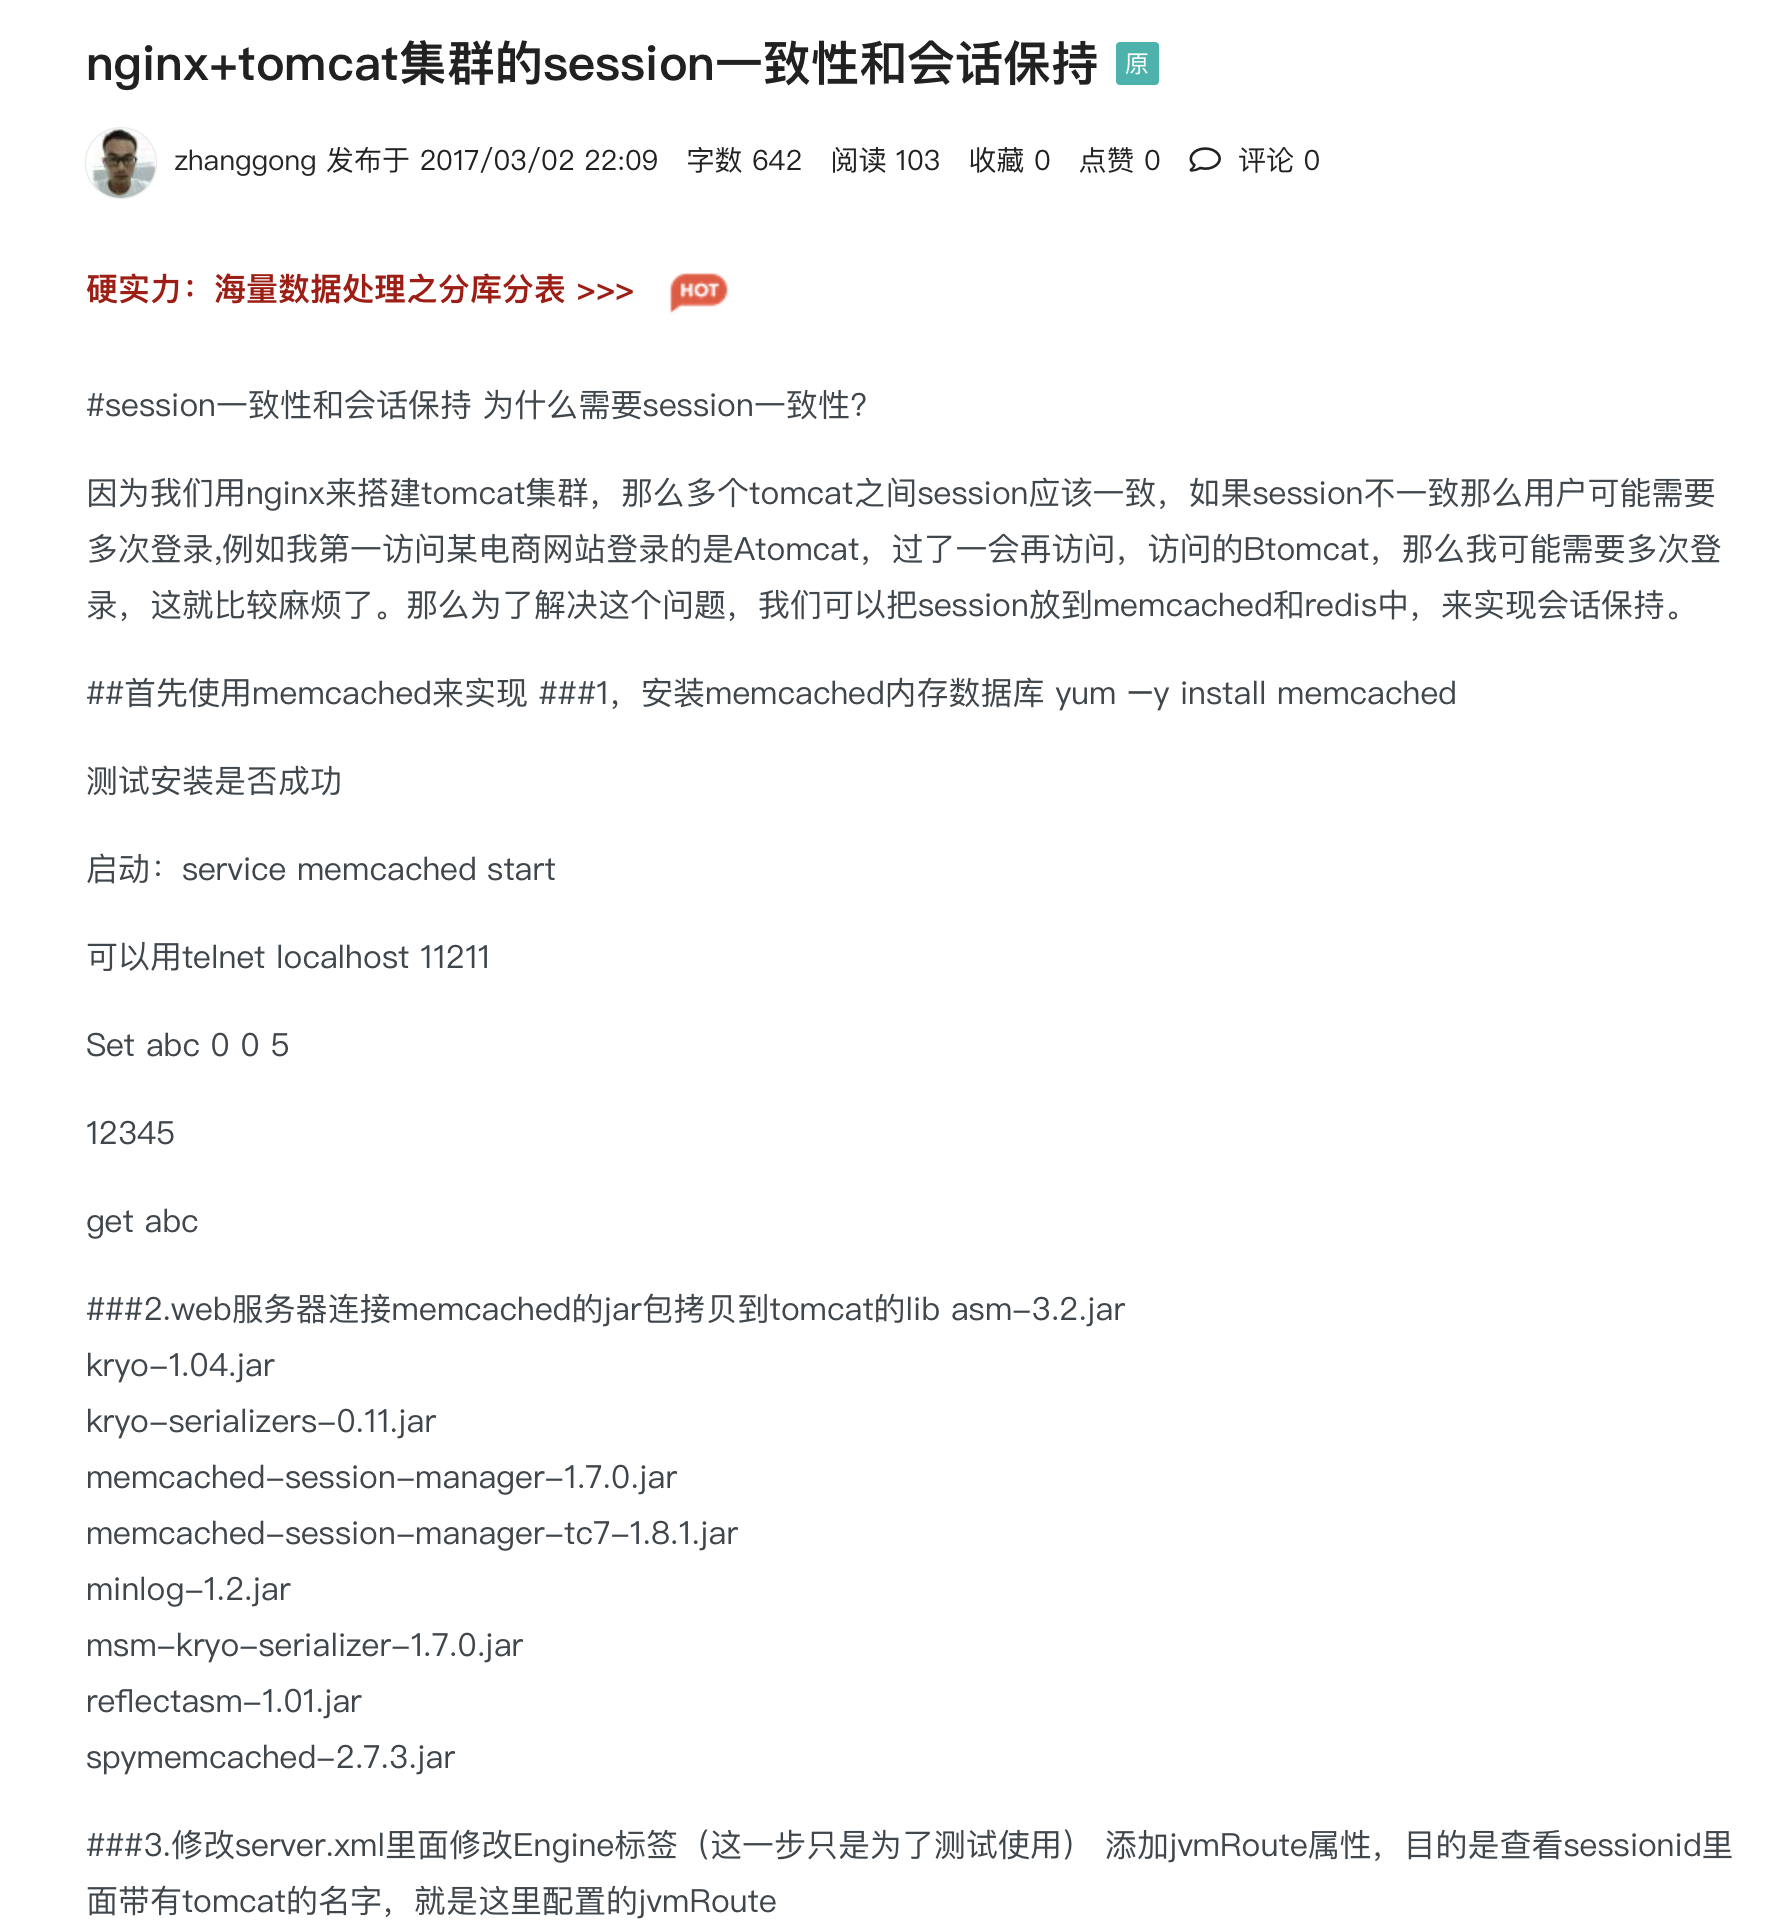 nginx+tomcat集群的session一致性和会话保持 原
zhanggong 发布于 2017/03/02 22:09 字数 642 阅读 103 收藏 0 点赞 0 评论 0
硬实力：海量数据处理之分库分表 >>> HOT
#session一致性和会话保持 为什么需要session一致性？
因为我们用nginx来搭建tomcat集群，那么多个tomcat之间session应该一致，如果session不一致那么用户可能需要
多次登录,例如我第一访问某电商网站登录的是Atomcat，过了一会再访问，访问的Btomcat，那么我可能需要多次登
录，这就比较麻烦了。那么为了解决这个问题，我们可以把session放到memcached和redis中，来实现会话保持。
##首先使用memcached来实现 ###1，安装memcached内存数据库 yum –y install memcached
测试安装是否成功
启动：service memcached start
可以用telnet localhost 11211
Set abc 0 0 5
12345
get abc
###2.web服务器连接memcached的jar包拷贝到tomcat的lib asm-3.2.jar
kryo-1.04.jar
kryo-serializers-0.11.jar
memcached-session-manager-1.7.0.jar
memcached-session-manager-tc7-1.8.1.jar
minlog-1.2.jar
msm-kryo-serializer-1.7.0.jar
reflectasm-1.01.jar
spymemcached-2.7.3.jar
###3.修改server.xml里面修改Engine标签（这一步只是为了测试使用） 添加jvmRoute属性，目的是查看sessionid里
面带有tomcat的名字，就是这里配置的jvmRoute